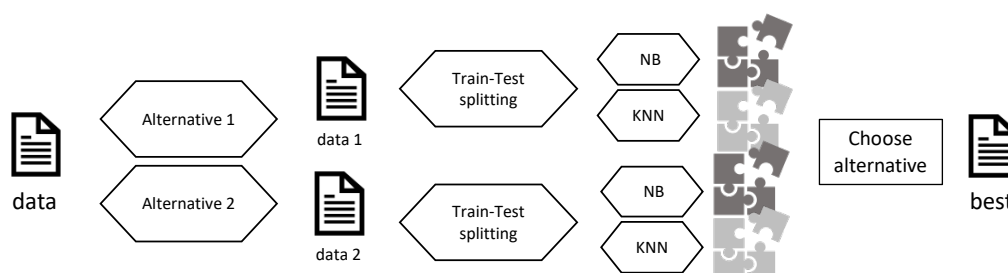 data
Alternative 1
Alternative 2
data 1
data 2
Train-Test
splitting
NB
KNN
Train-Test
splitting
NB
KNN
Choose
alternative
best